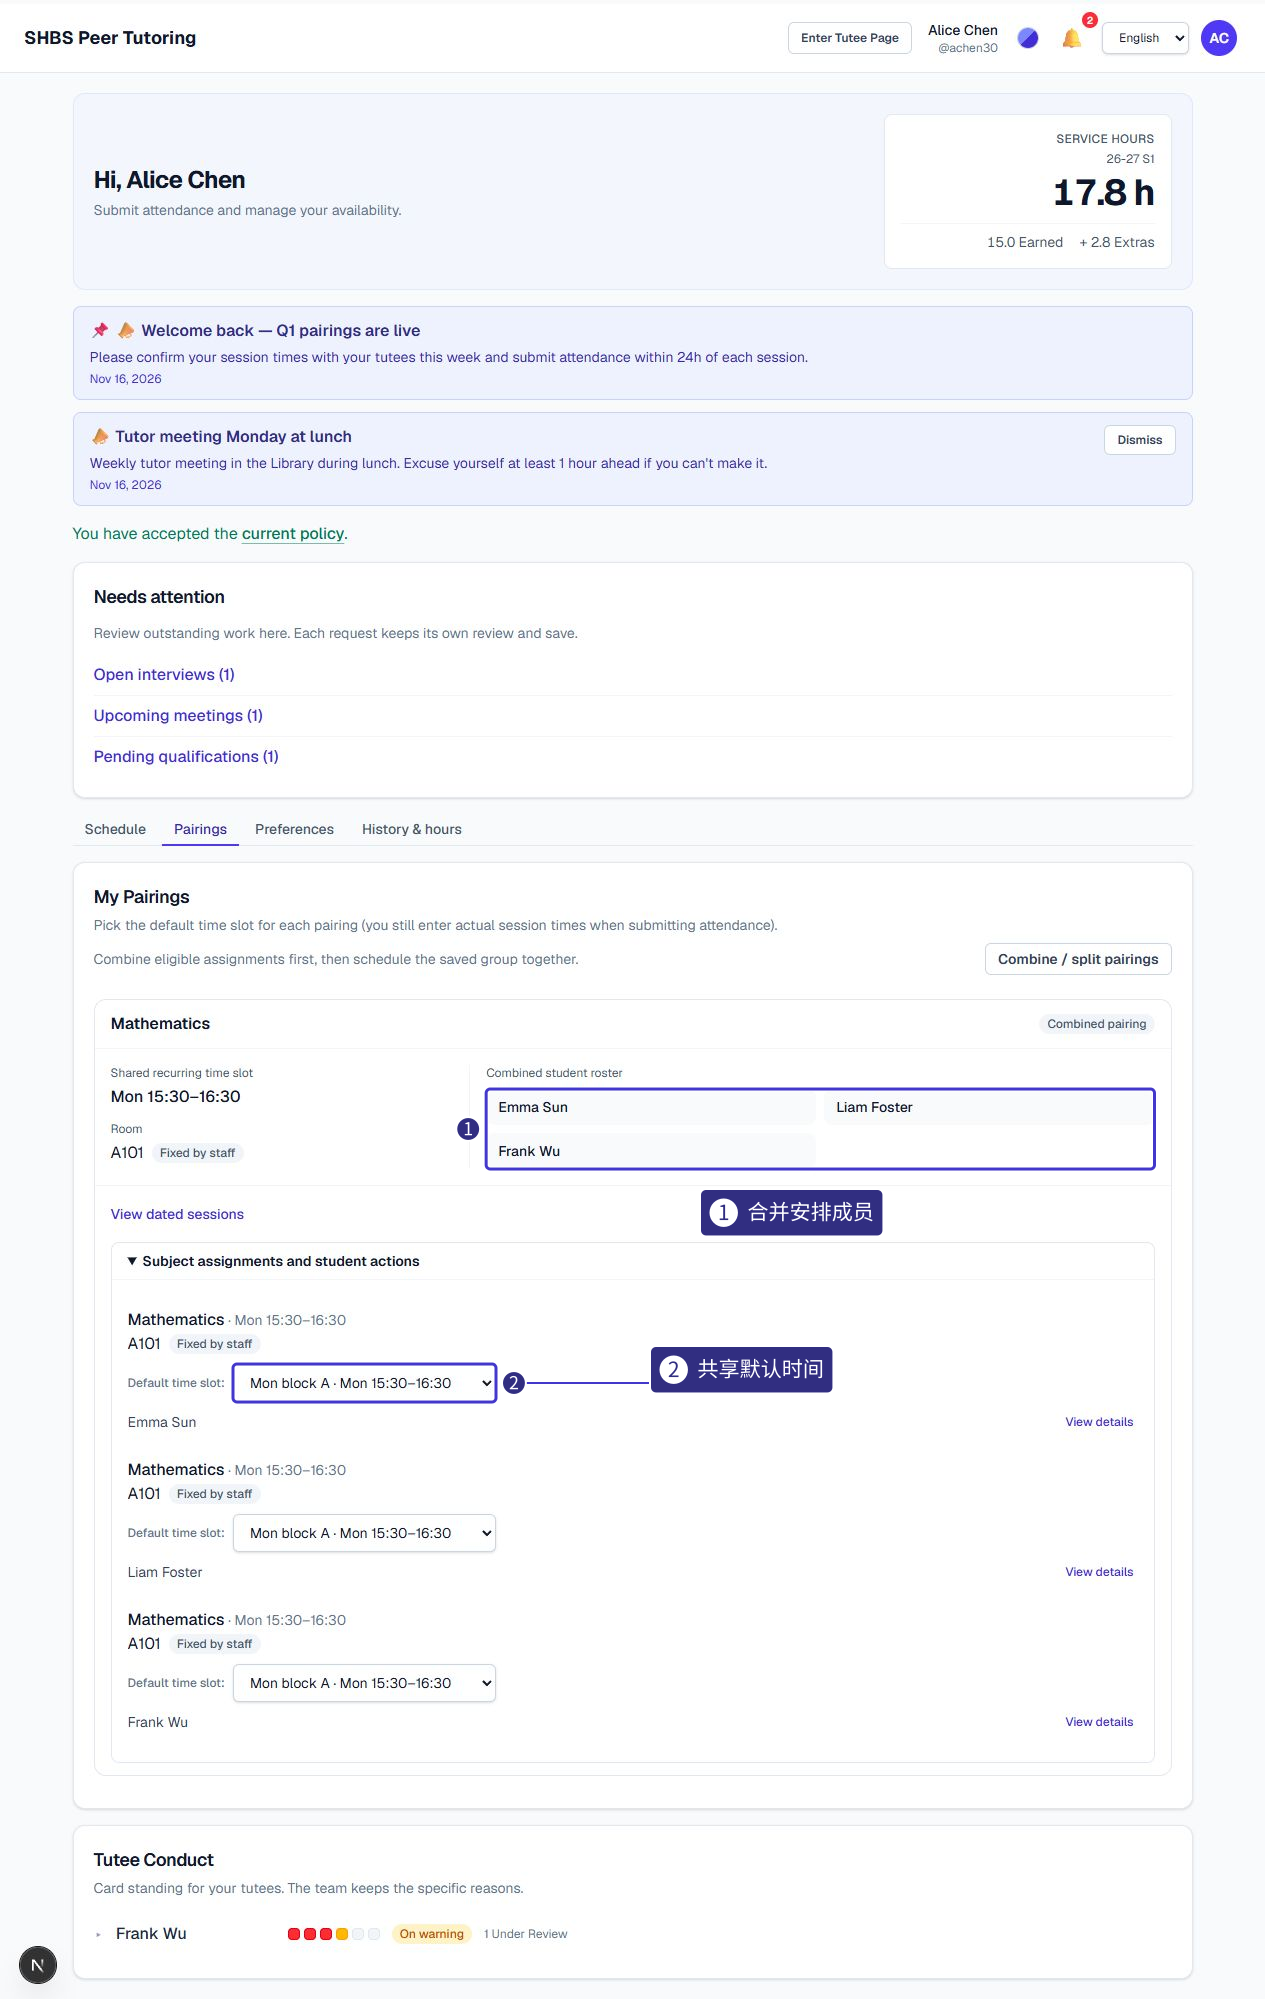 SHBS Peer Tutoring
Enter Tutee Page
Alice Chen
@achen30
2
English
AC
Hi, Alice Chen
Submit attendance and manage your availability.
SERVICE HOURS
26-27 S1
17.8 h
15.0 Earned + 2.8 Extras
Welcome back — Q1 pairings are live
Please confirm your session times with your tutees this week and submit attendance within 24h of each session.
Nov 16, 2026
Tutor meeting Monday at lunch
Dismiss
Weekly tutor meeting in the Library during lunch. Excuse yourself at least 1 hour ahead if you can't make it.
Nov 16, 2026
You have accepted the current policy.
Needs attention
Review outstanding work here. Each request keeps its own review and save.
Open interviews (1)
Upcoming meetings (1)
Pending qualifications (1)
Schedule Pairings Preferences History & hours
My Pairings
Pick the default time slot for each pairing (you still enter actual session times when submitting attendance).
Combine eligible assignments first, then schedule the saved group together.
Combine / split pairings
Mathematics
Combined pairing
Shared recurring time slot
Mon 15:30–16:30
Room
A101 Fixed by staff
Combined student roster
1
Emma Sun
Liam Foster
Frank Wu
View dated sessions
1 合并安排成员
▼ Subject assignments and student actions
Mathematics · Mon 15:30–16:30
A101 Fixed by staff
Default time slot: Mon block A · Mon 15:30–16:30
2
2 共享默认时间
Emma Sun
View details
Mathematics · Mon 15:30–16:30
A101 Fixed by staff
Default time slot: Mon block A · Mon 15:30–16:30
Liam Foster
View details
Mathematics · Mon 15:30–16:30
A101 Fixed by staff
Default time slot: Mon block A · Mon 15:30–16:30
Frank Wu
View details
Tutee Conduct
Card standing for your tutees. The team keeps the specific reasons.
Frank Wu
On warning
1 Under Review
N